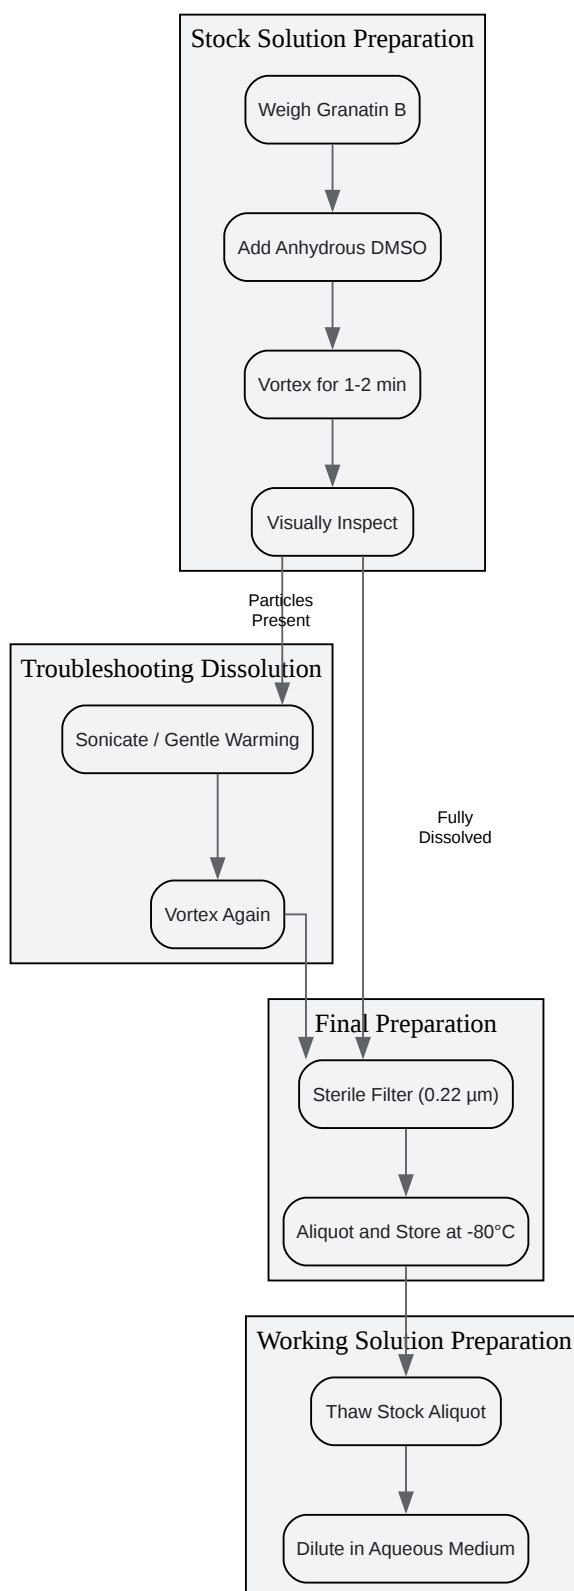 Stock Solution Preparation
Weigh Granatin B
Add Anhydrous DMSO
Vortex for 1-2 min
Visually Inspect
Particles
Present
Troubleshooting Dissolution
Sonicate / Gentle Warming
Fully
Dissolved
Vortex Again
Final Preparation
Sterile Filter (0.22 µm)
Aliquot and Store at -80°C
Working Solution Preparation
Thaw Stock Aliquot
Dilute in Aqueous Medium